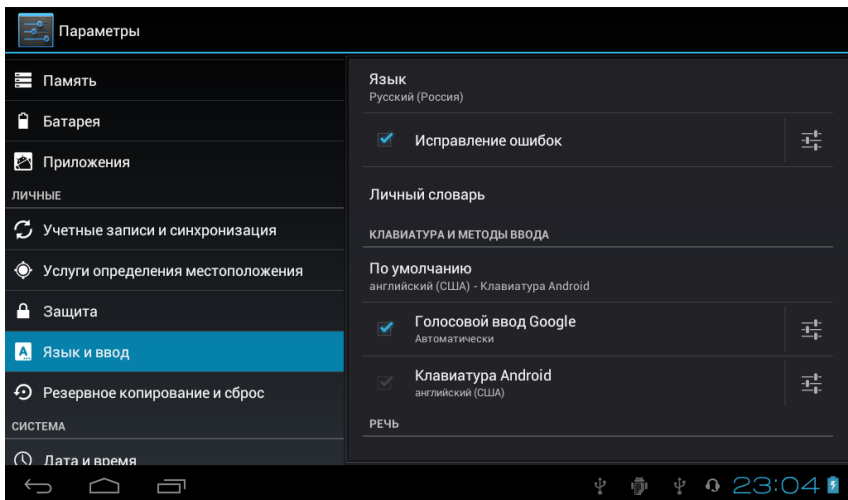 Параметры
Память
Батарея
Приложения
ЛИЧНЫЕ
Учетные записи и синхронизация
Услуги определения местоположения
Защита
Язык и ввод
Резервное копирование и сброс
СИСТЕМА
Дата и время
Язык
Русский (Россия)
Исправление ошибок
Личный словарь
КЛАВИАТУРА И МЕТОДЫ ВВОДА
По умолчанию
английский (США) - Клавиатура Android
Голосовой ввод Google
Автоматически
Клавиатура Android
английский (США)
РЕЧЬ
23:04